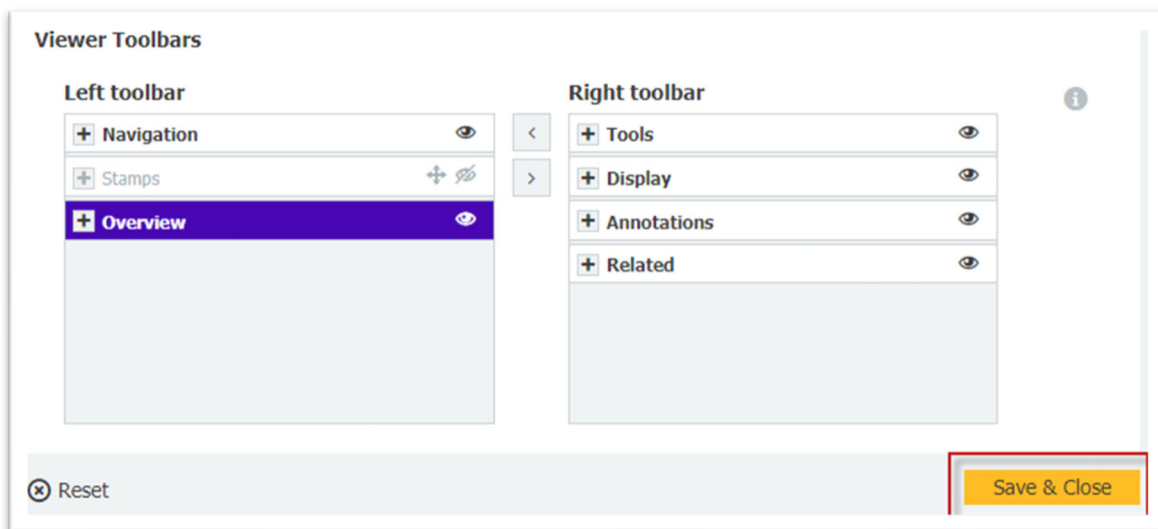 Viewer Toolbars
Left toolbar
Navigation
Stamps
Overview
Right toolbar
Tools
Display
Annotations
Related
Reset
Save & Close